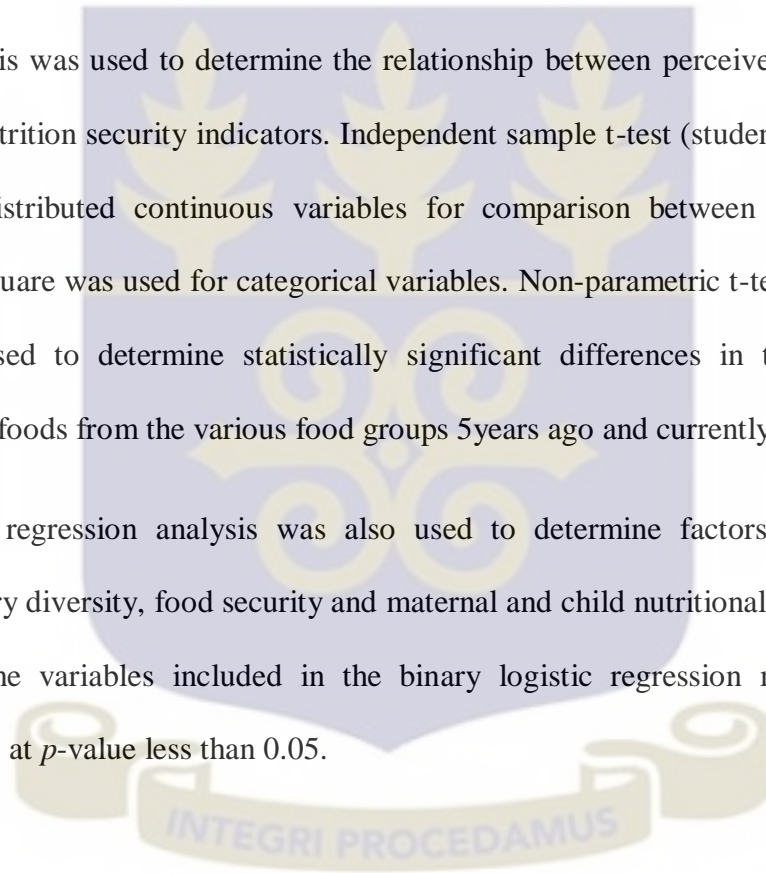 is was used to determine the relationship between perceive
trition security indicators. Independent sample t-test (studen
istributed continuous variables for comparison between
uare was used for categorical variables. Non-parametric t-te
sed to determine statistically significant differences in t
foods from the various food groups 5years ago and currently
regression analysis was also used to determine factors
ry diversity, food security and maternal and child nutritional
ne variables included in the binary logistic regression
at p-value less than 0.05.
INTEGRI PROCEDAMUS